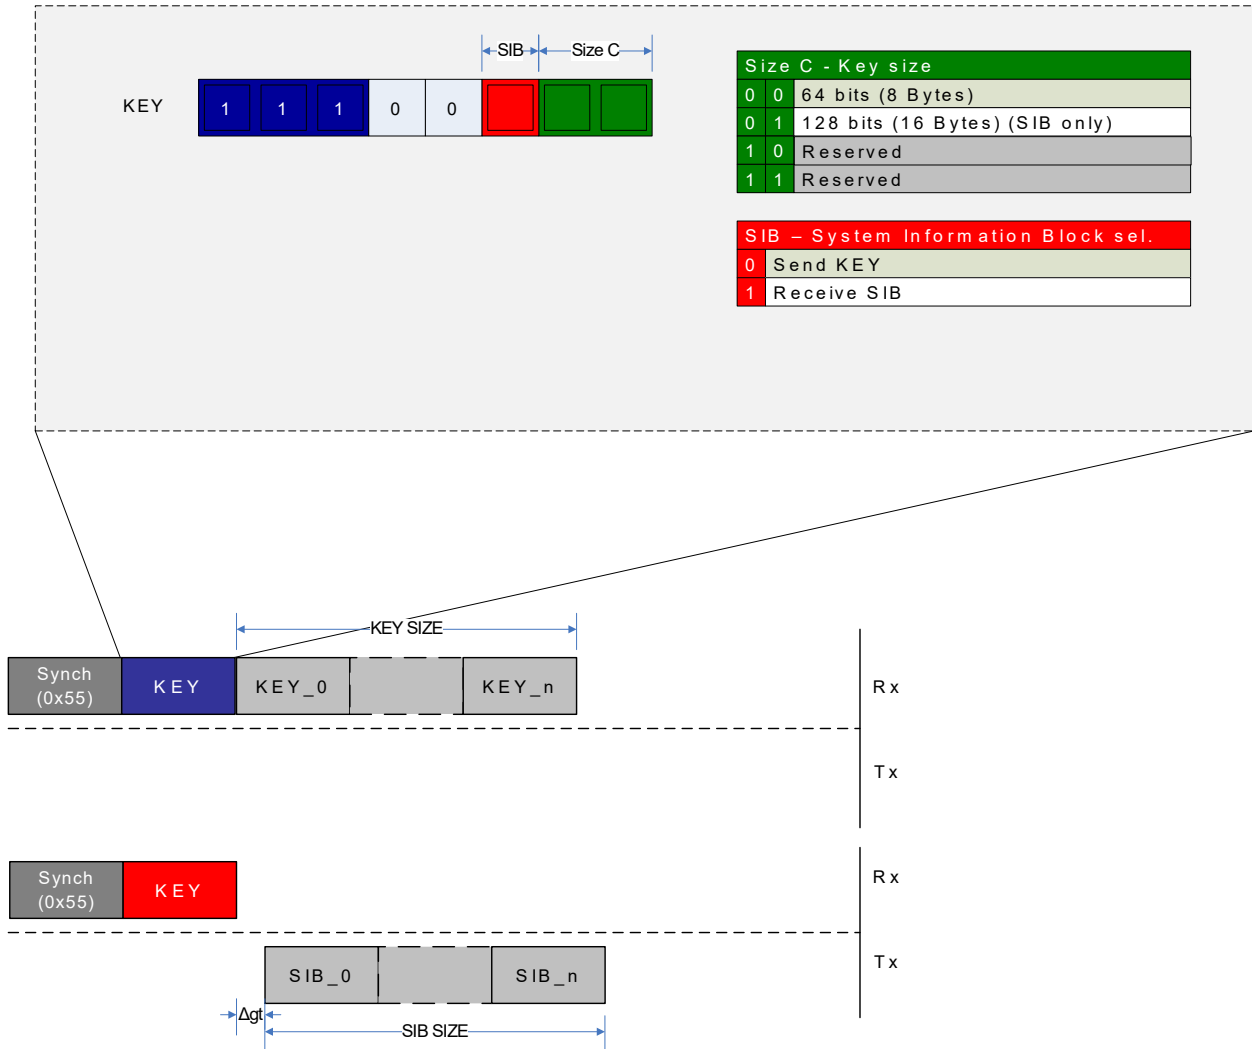 SIB Size C
KEY 1 1 1 0 0
Size C - Key size
0 0 64 bits (8 Bytes)
0 1 128 bits (16 Bytes) (SIB only)
1 0 Reserved
1 1 Reserved
SIB – System Information Block sel.
0 Send KEY
1 Receive SIB
KEY SIZE
Synch
(0x55)
KEY
KEY_0
KEY_n
Rx
Tx
Synch
(0x55)
KEY
Rx
SIB_0
SIB_n
Tx
Δgt
SIB SIZE